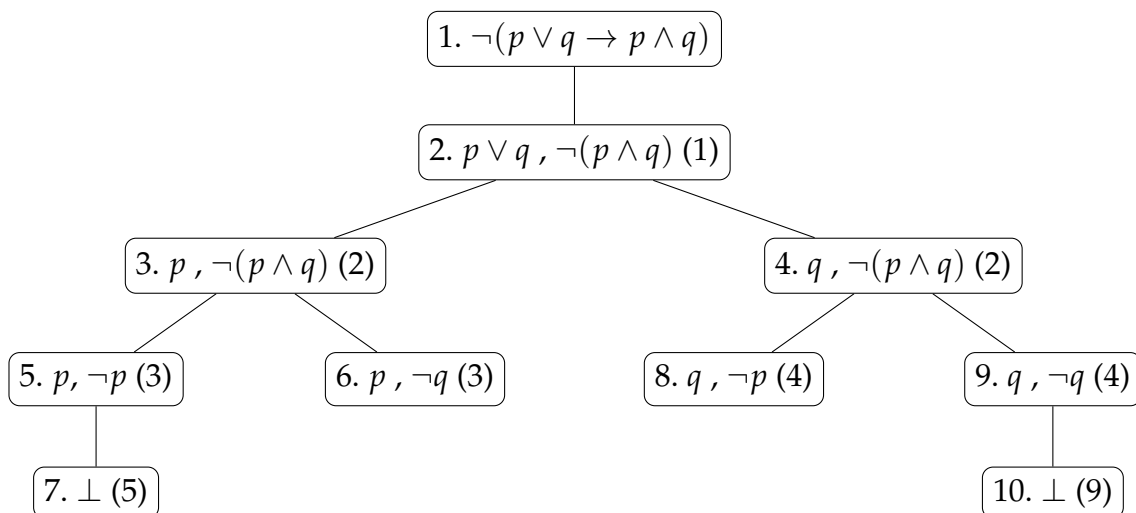 1. ¬(p ∨ q → p ∧ q)
2. p ∨ q , ¬(p ∧ q) (1)
3. p , ¬(p ∧ q) (2)
4. q , ¬(p ∧ q) (2)
5. p, ¬p (3)
6. p , ¬q (3)
8. q , ¬p (4)
9. q , ¬q (4)
7. ⊥ (5)
10. ⊥ (9)